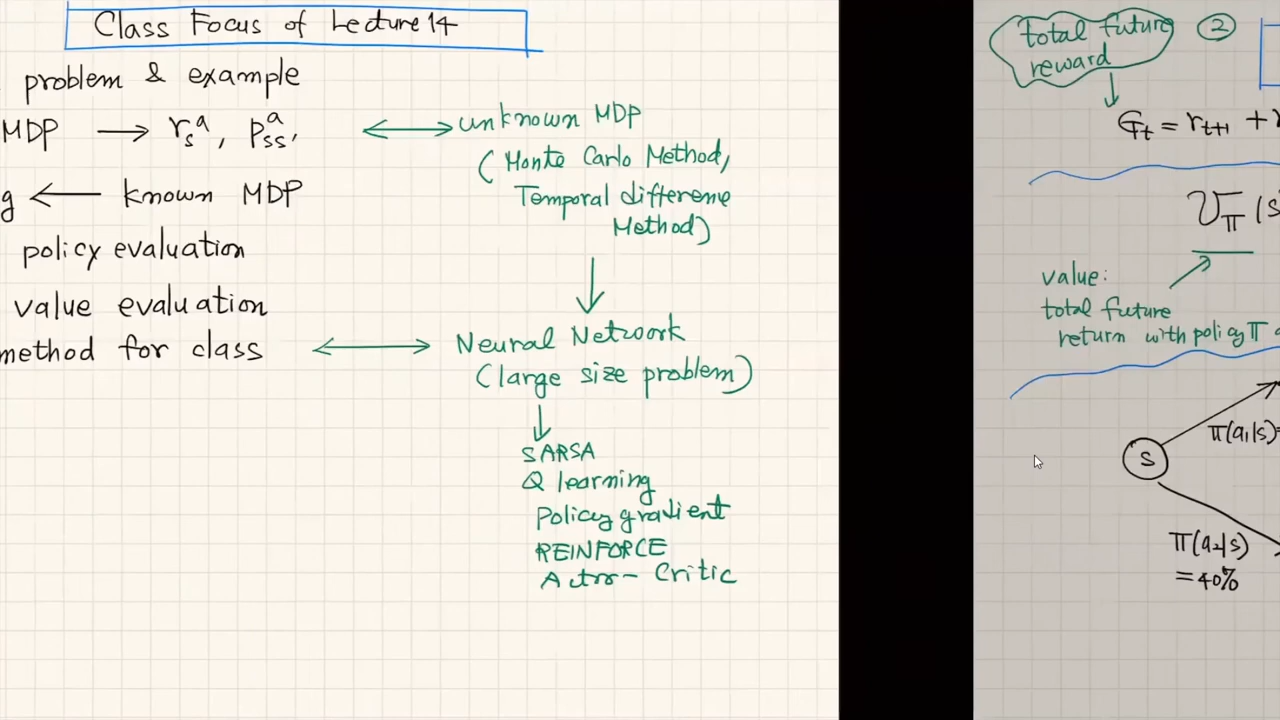 Class Focus of Lecture 14
problem & example
MDP → r_s^a, p_ss'^a
g ← known MDP
policy evaluation
value evaluation
method for class
↔ unknown MDP
(Monte Carlo Method,
Temporal difference
Method)
↔ Neural Network
(large size problem)
SARSA
Q learning
Policy gradient
REINFORCE
Actor- Critic
total future
reward
②
G_t = r_t+1 +
V_π(s
value:
total future
return with policy π
s
π(a₁|s)=
π(a₂|s)
= 40%